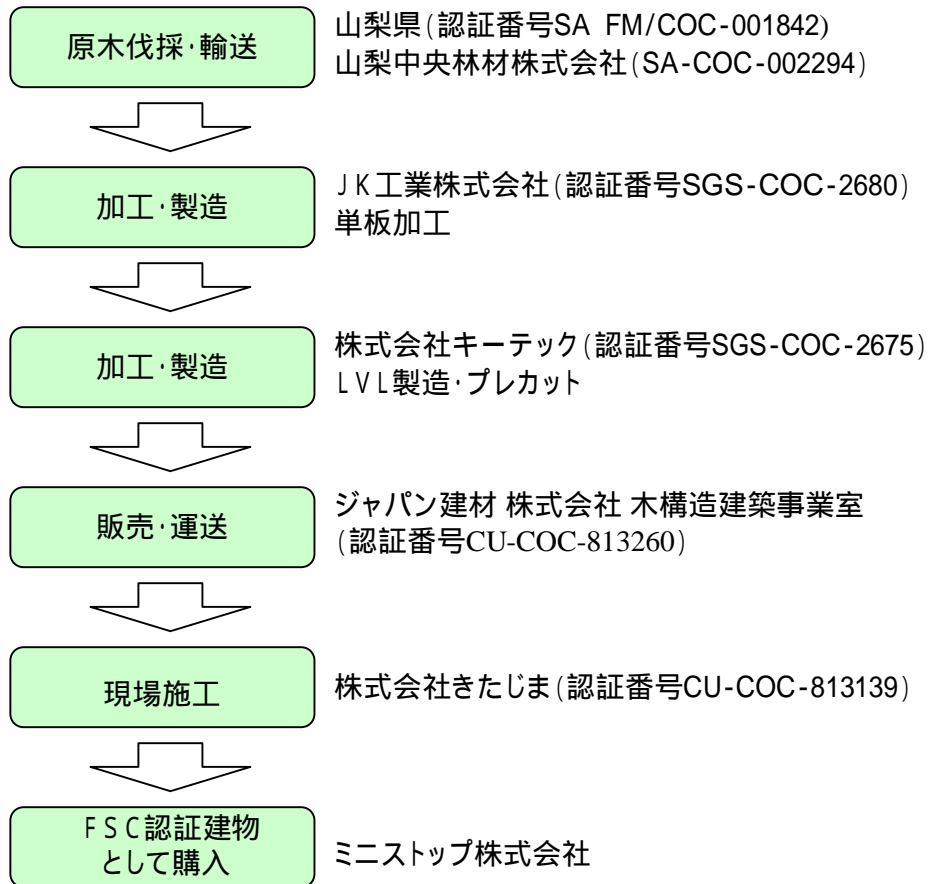 原木伐採･輸送
山梨県(認証番号SA FM/COC-001842)
山梨中央林材株式会社(SA-COC-002294)
加工･製造
ＪＫ工業株式会社(認証番号SGS-COC-2680)
単板加工
加工･製造
株式会社キーテック(認証番号SGS-COC-2675)
ＬＶＬ製造･プレカット
販売･運送
ジャパン建材 株式会社 木構造建築事業室
(認証番号CU-COC-813260)
現場施工
株式会社きたじま(認証番号CU-COC-813139)
ＦＳＣ認証建物
として購入
ミニストップ株式会社